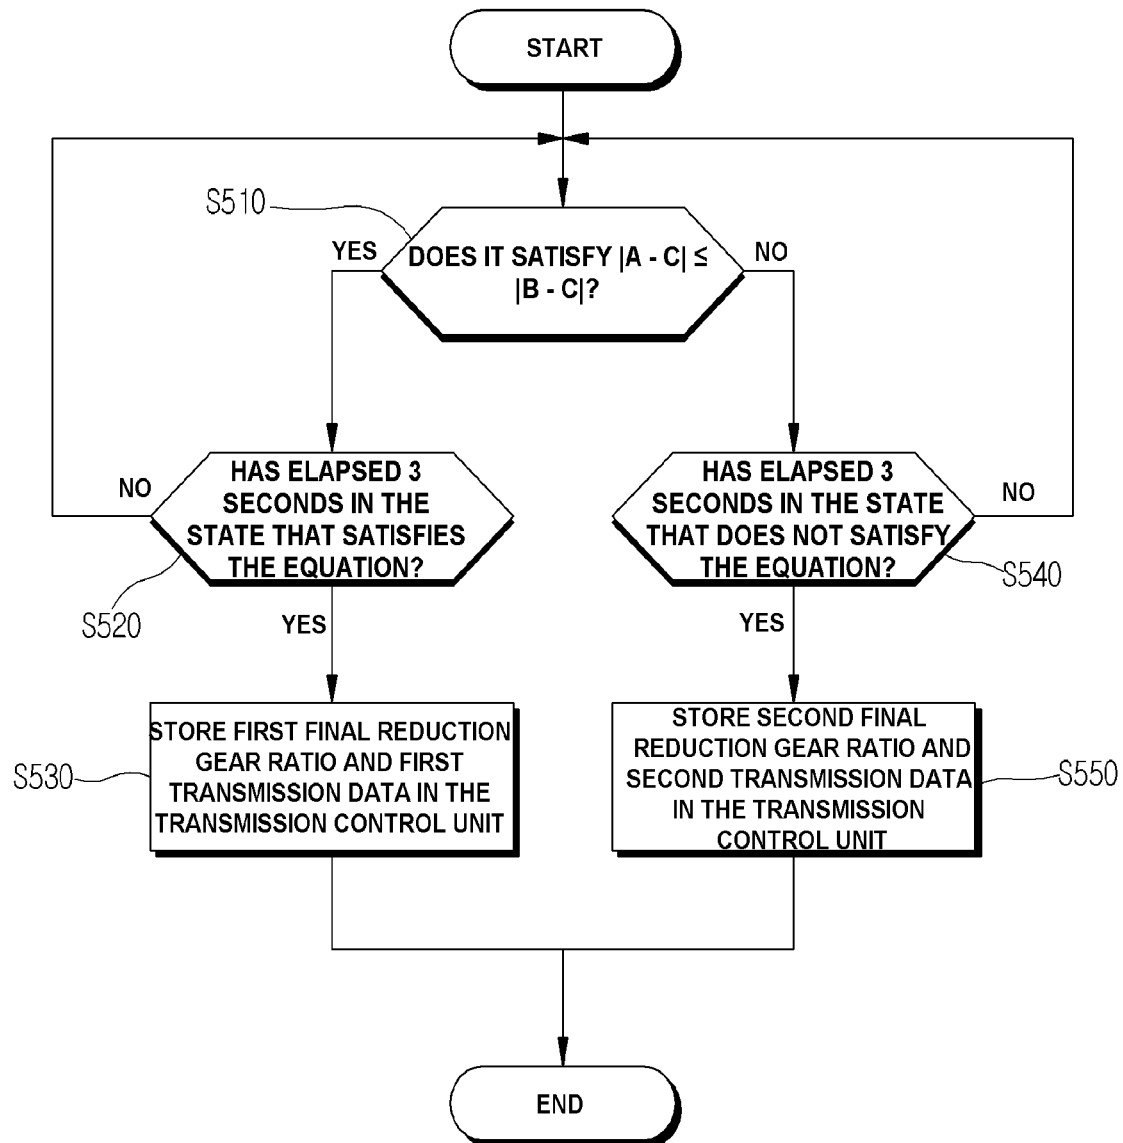 START
S510
YES
DOES IT SATISFY |A - C| ≤
|B - C|?
NO
NO
HAS ELAPSED 3
SECONDS IN THE
STATE THAT SATISFIES
THE EQUATION?
HAS ELAPSED 3
SECONDS IN THE STATE
THAT DOES NOT SATISFY
THE EQUATION?
NO
S520
YES
YES
S540
S530
STORE FIRST FINAL REDUCTION
GEAR RATIO AND FIRST
TRANSMISSION DATA IN THE
TRANSMISSION CONTROL UNIT
STORE SECOND FINAL
REDUCTION GEAR RATIO AND
SECOND TRANSMISSION DATA
IN THE TRANSMISSION
CONTROL UNIT
S550
END